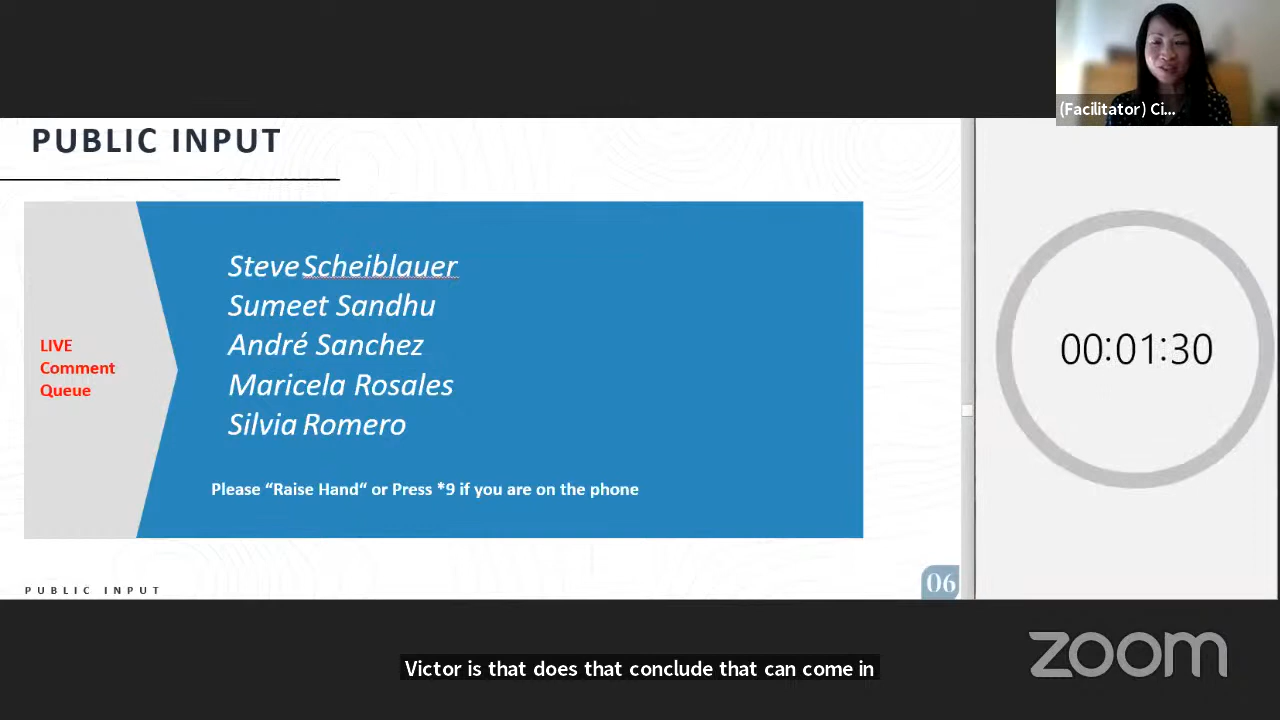 (Facilitator) Ci...
PUBLIC INPUT
Steve Scheiblauer
Sumeet Sandhu
André Sanchez
Maricela Rosales
Silvia Romero
LIVE
Comment
Queue
Please “Raise Hand“ or Press *9 if you are on the phone
00:01:30
PUBLIC INPUT
06
Victor is that does that conclude that can come in
zoom